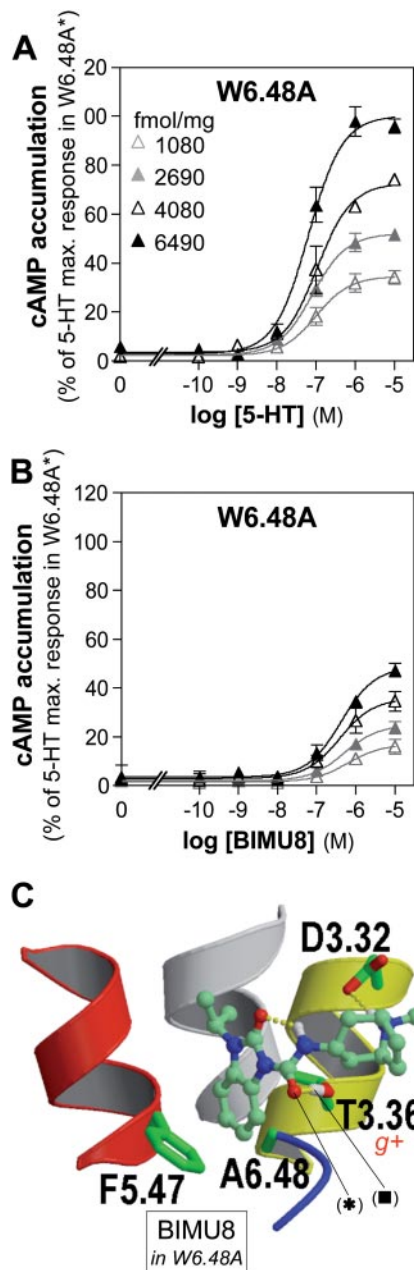 A
W6.48A
fmol/mg
1080
2690
4080
6490
20
00
80
60
40
20
0
cAMP accumulation
(% of 5-HT max. response in W6.48A*)
0 -10 -9 -8 -7 -6 -5
log [5-HT] (M)
B
W6.48A
120
100
80
60
40
20
0
cAMP accumulation
(% of 5-HT max. response in W6.48A*)
0 -10 -9 -8 -7 -6 -5
log [BIMU8] (M)
C
D3.32
T3.36
g+
A6.48
F5.47
(*) (■)
BIMU8
in W6.48A